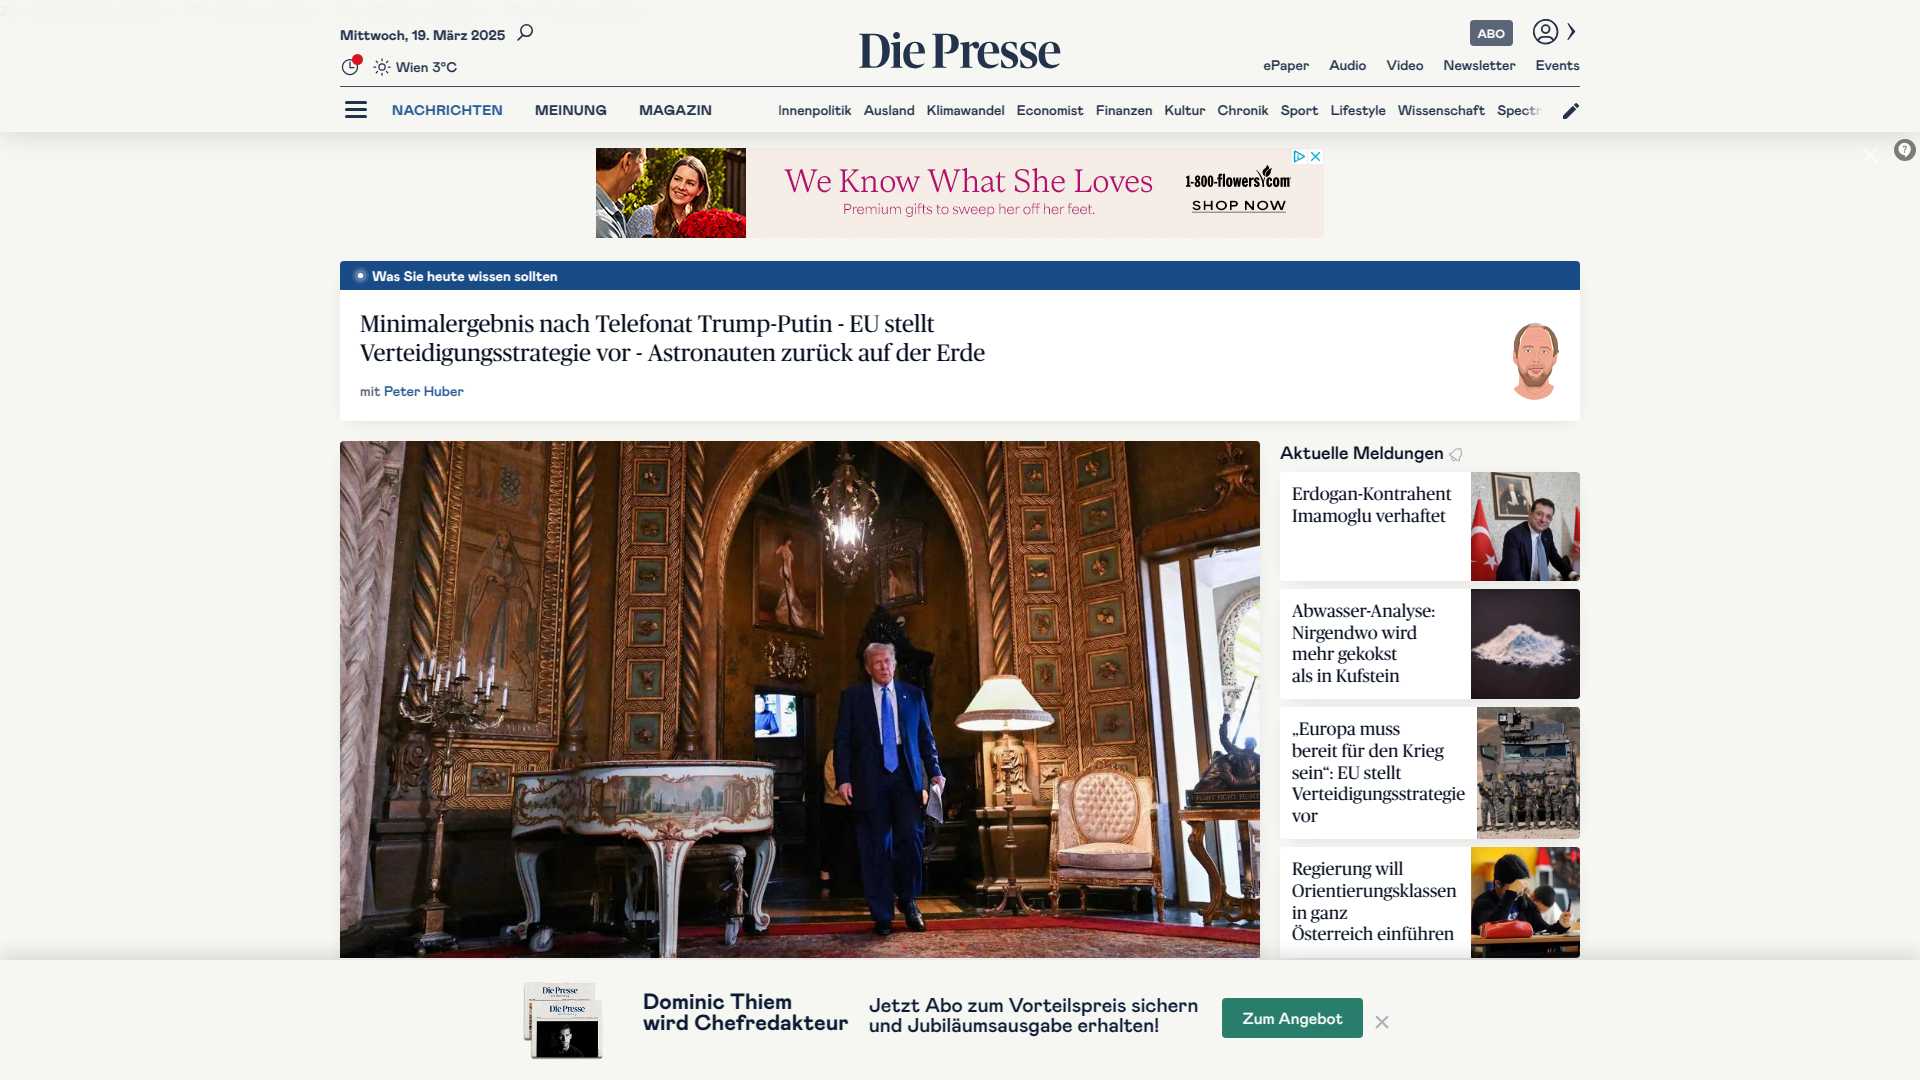 Mittwoch, 19. März 2025
Wien 3°C
Die Presse
ABO
ePaper Audio Video Newsletter Events
NACHRICHTEN MEINUNG MAGAZIN
Innenpolitik Ausland Klimawandel Economist Finanzen Kultur Chronik Sport Lifestyle Wissenschaft
We Know What She Loves
Premium gifts to sweep her off her feet.
1-800-flowers.com
SHOP NOW
Was Sie heute wissen sollten
Minimalergebnis nach Telefonat Trump-Putin - EU stellt
Verteidigungsstrategie vor - Astronauten zurück auf der Erde
mit Peter Huber
Aktuelle Meldungen
Erdogan-Kontrahent
Imamoglu verhaftet
Abwasser-Analyse:
Nirgendwo wird
mehr gekokst
als in Kufstein
„Europa muss
bereit für den Krieg
sein“: EU stellt
Verteidigungsstrategie
vor
Regierung will
Orientierungsklassen
in ganz
Österreich einführen
Die Presse
Die Presse
Dominic Thiem
wird Chefredakteur
Jetzt Abo zum Vorteilspreis sichern
und Jubiläumsausgabe erhalten!
Zum Angebot